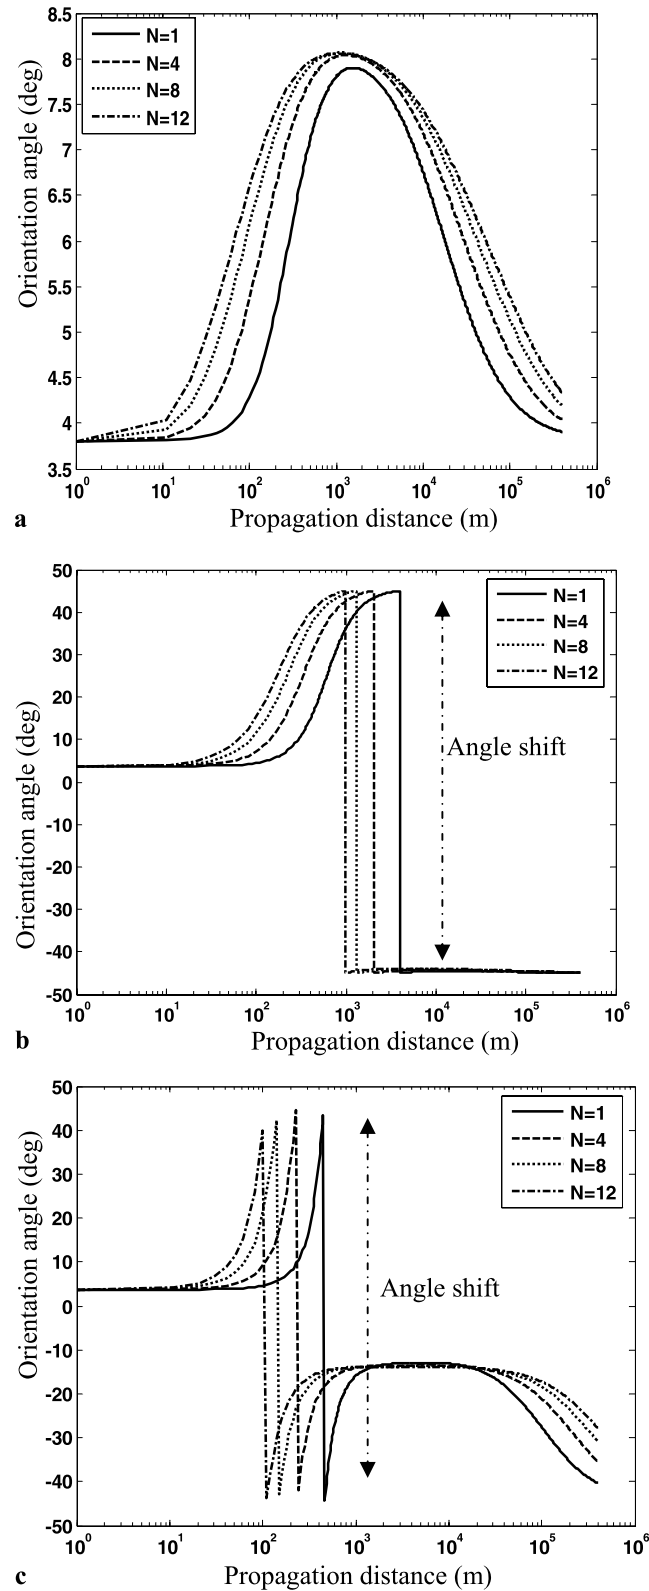 8.5
8
7.5
7
6.5
6
5.5
5
4.5
4
3.5
Orientation angle (deg)
N=1
N=4
N=8
N=12
10^0 10^1 10^2 10^3 10^4 10^5 10^6
a Propagation distance (m)
50
40
30
20
10
0
-10
-20
-30
-40
-50
Orientation angle (deg)
N=1
N=4
N=8
N=12
Angle shift
10^0 10^1 10^2 10^3 10^4 10^5 10^6
b Propagation distance (m)
50
40
30
20
10
0
-10
-20
-30
-40
-50
Orientation angle (deg)
N=1
N=4
N=8
N=12
Angle shift
10^0 10^1 10^2 10^3 10^4 10^5 10^6
c Propagation distance (m)